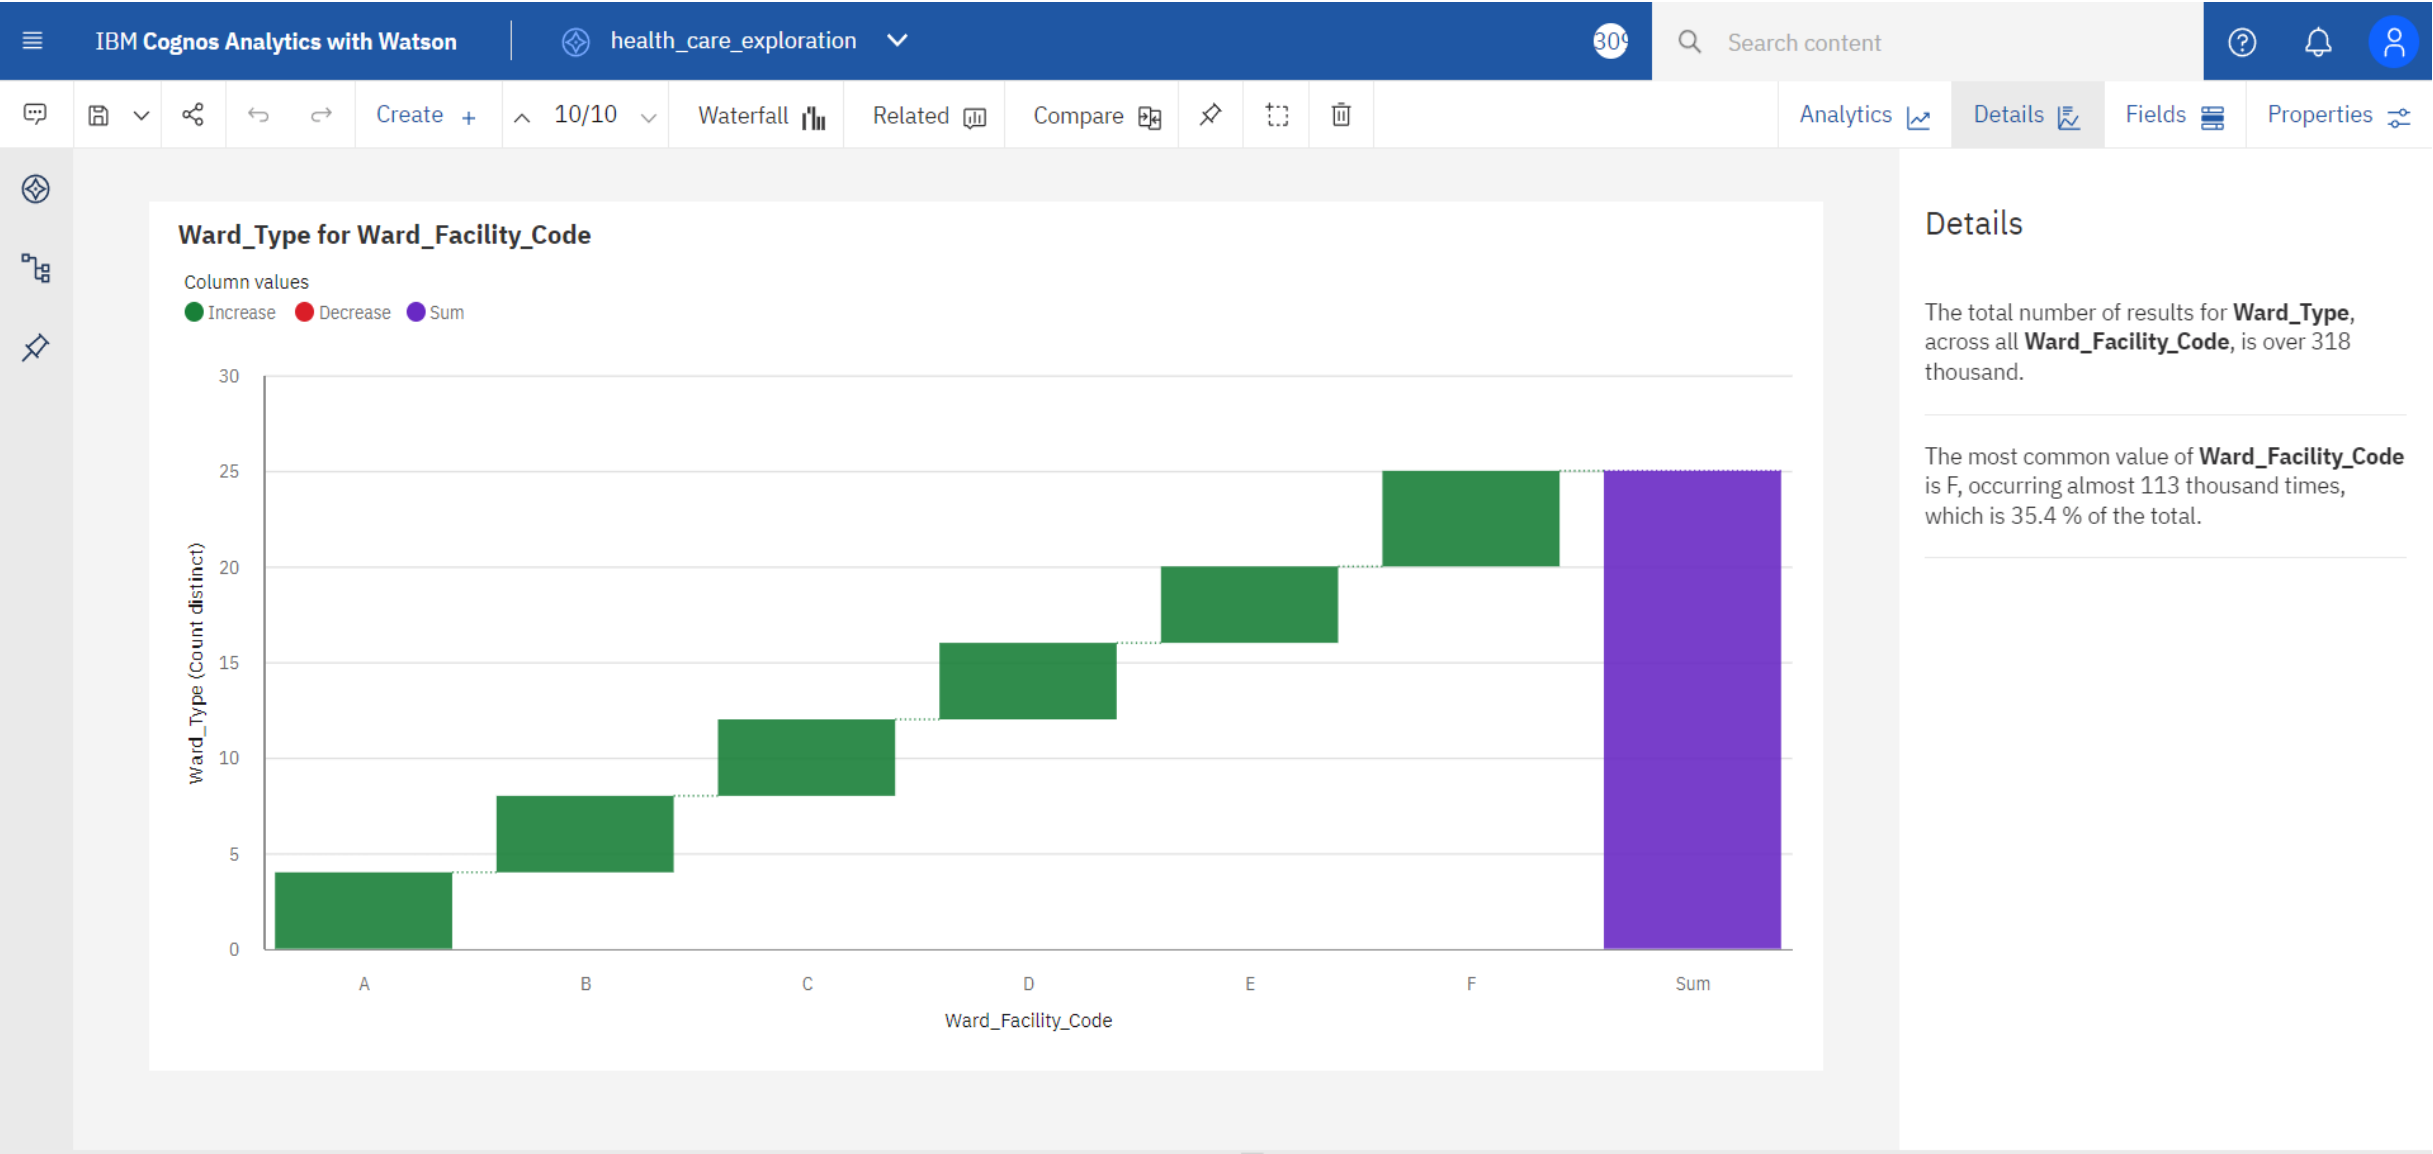 IBM Cognos Analytics with Watson
health_care_exploration
Search content
Create +
10/10
Waterfall
Related
Compare
Analytics
Details
Fields
Properties
Ward_Type for Ward_Facility_Code
Column values
Increase Decrease Sum
30
25
20
15
10
5
0
Ward_Type (Count distinct)
A B C D E F Sum
Ward_Facility_Code
Details
The total number of results for Ward_Type,
across all Ward_Facility_Code, is over 318
thousand.
The most common value of Ward_Facility_Code
is F, occurring almost 113 thousand times,
which is 35.4 % of the total.